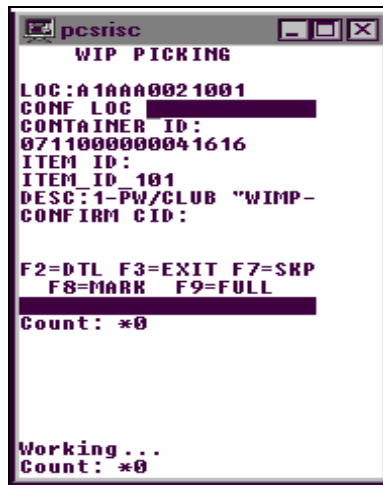 pcsrisc
WIP PICKING
LOC:A1AAA0021001
CONF LOC
CONTAINER ID:
0711000000041616
ITEM ID:
ITEM_ID_101
DESC:1-PW/CLUB "WIMP-
CONFIRM CID:
F2=DTL F3=EXIT F7=SKP
F8=MARK F9=FULL
Count: *0
Working...
Count: *0